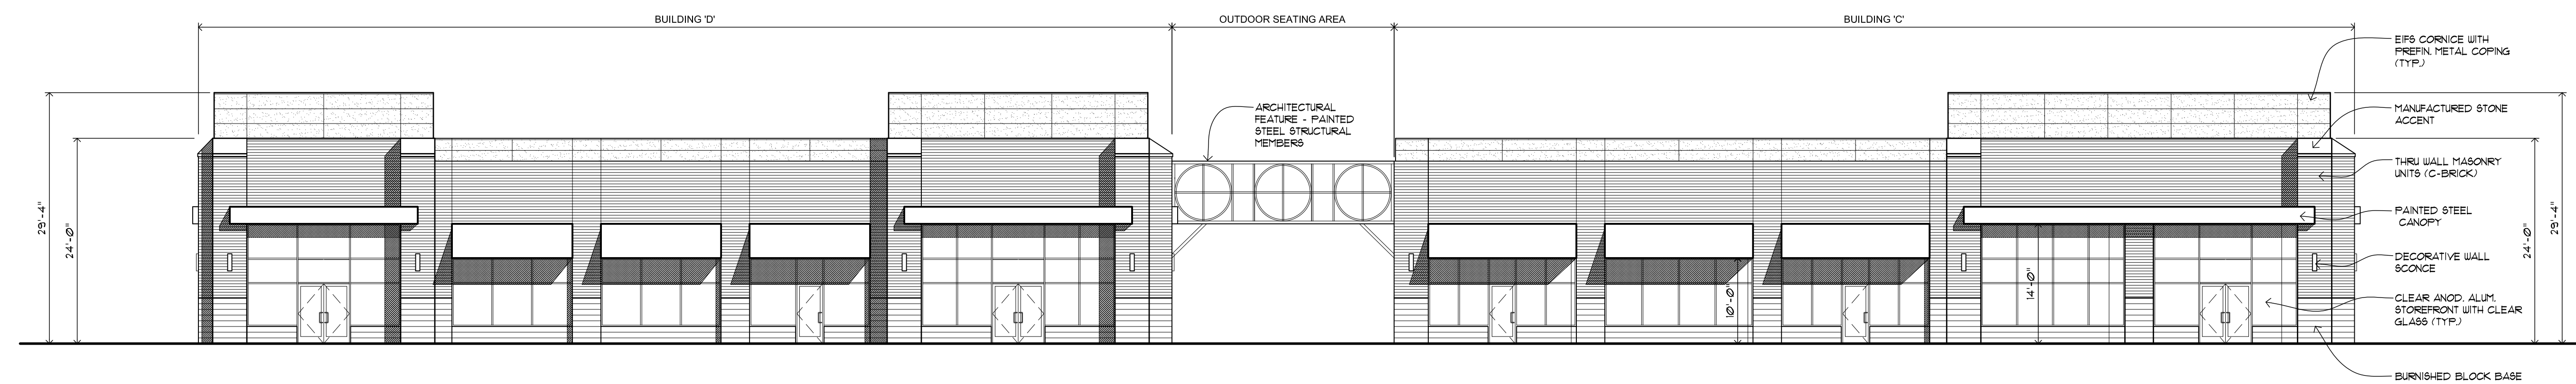 BUILDING 'D'
OUTDOOR SEATING AREA
BUILDING 'C'
EIFS CORNICE WITH
PREFIN. METAL COPING
(TYP.)
ARCHITECTURAL
FEATURE - PAINTED
STEEL STRUCTURAL
MEMBERS
MANUFACTURED STONE
ACCENT
THRU WALL MASONRY
UNITS (C-BRICK)
PAINTED STEEL
CANOPY
DECORATIVE WALL
SCONCE
CLEAR ANOD. ALUM.
STOREFRONT WITH CLEAR
GLASS (TYP.)
BURNISHED BLOCK BASE
29'-4"
24'-0"
10'-0"
14'-0"
24'-0"
29'-4"